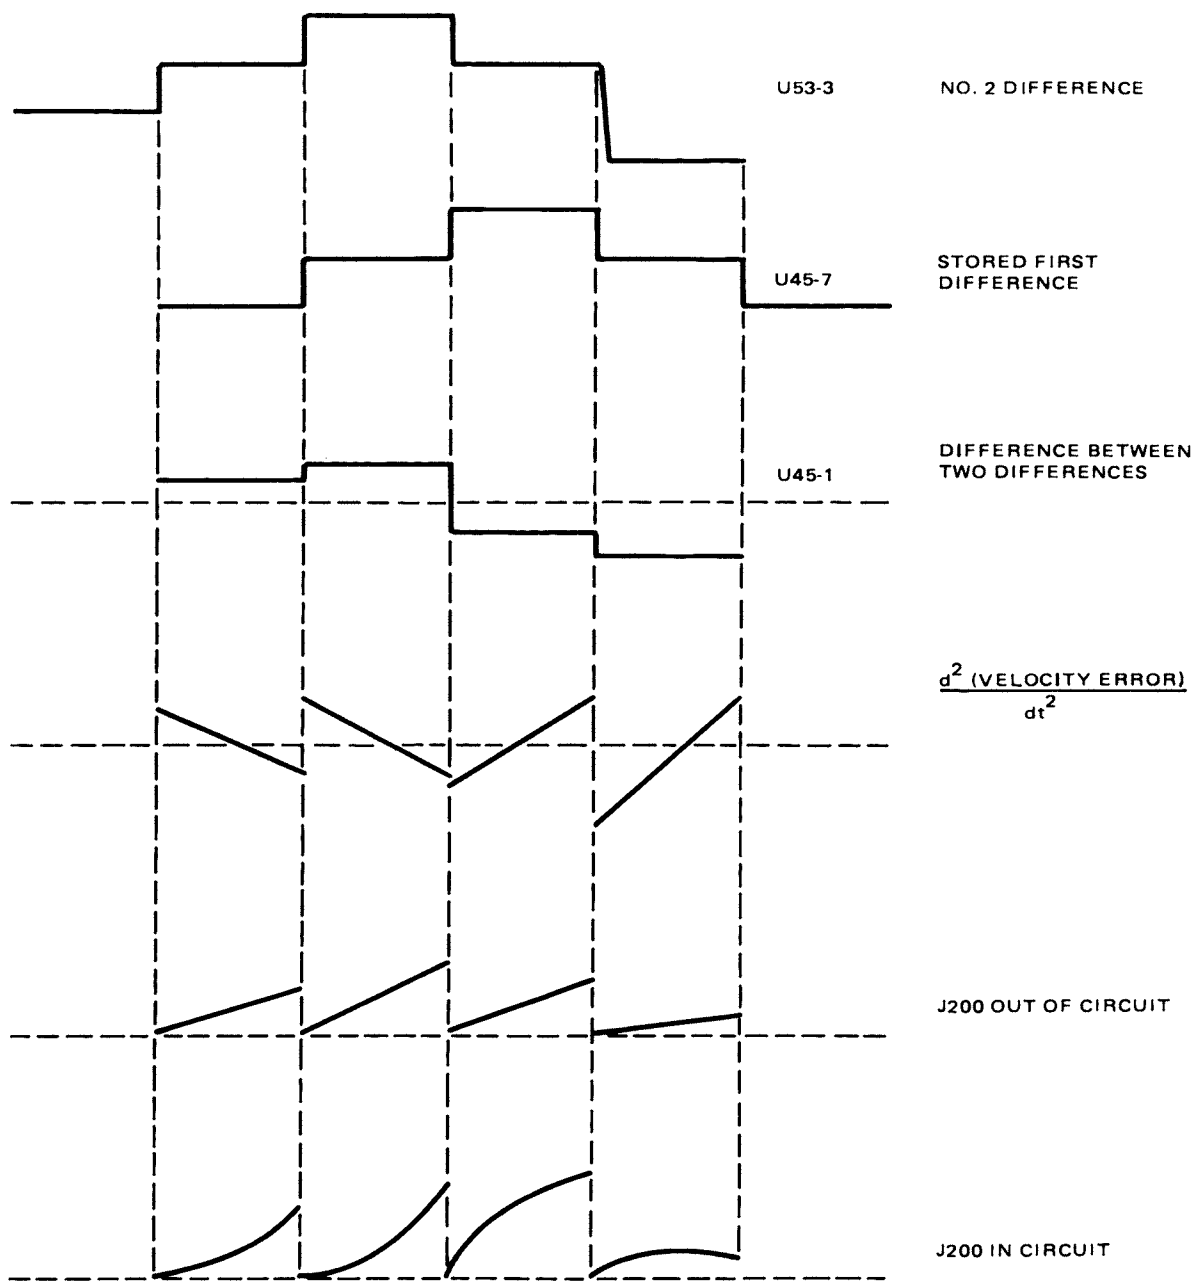 U53-3 NO. 2 DIFFERENCE
STORED FIRST
U45-7 DIFFERENCE
DIFFERENCE BETWEEN
U45-1 TWO DIFFERENCES
d² (VELOCITY ERROR)
dt²
J200 OUT OF CIRCUIT
J200 IN CIRCUIT